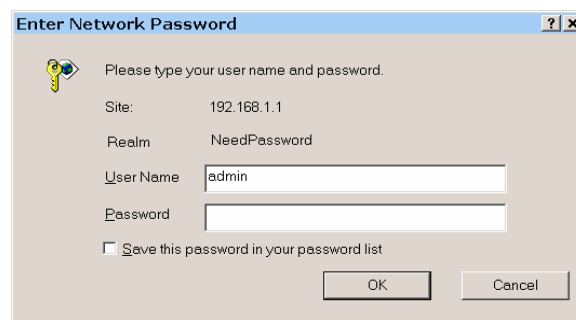 Enter Network Password
Please type your user name and password.
Site: 192.168.1.1
Realm NeedPassword
User Name admin
Password
Save this password in your password list
OK Cancel